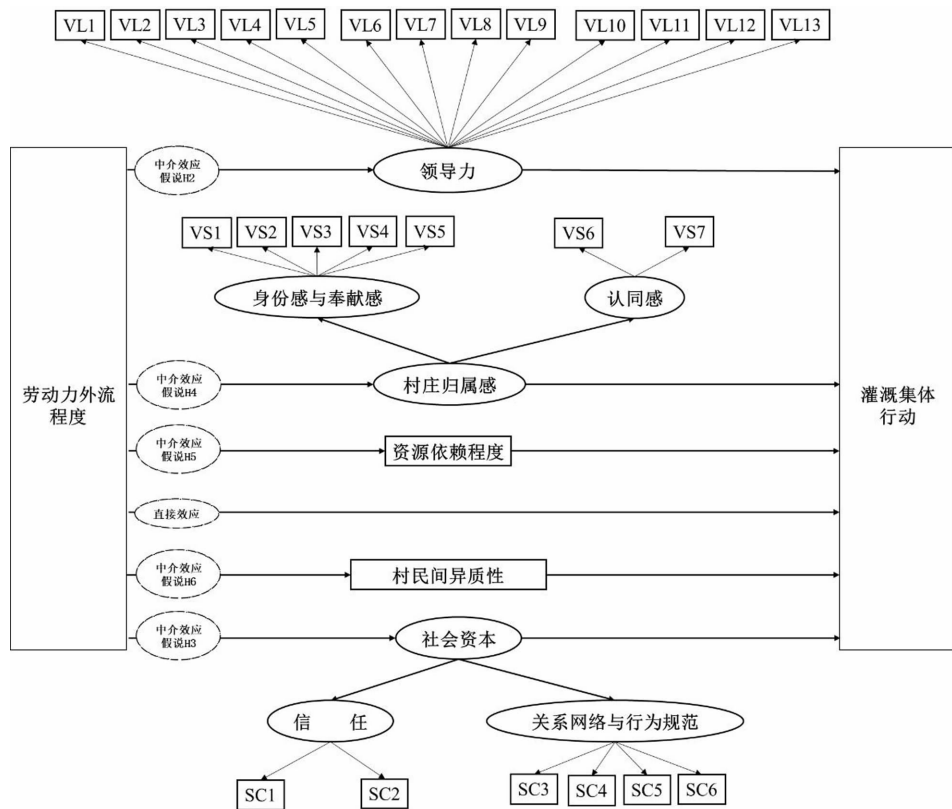 VL1 VL2 VL3 VL4 VL5 VL6 VL7 VL8 VL9 VL10 VL11 VL12 VL13
中介效应
假说H2
领导力
VS1 VS2 VS3 VS4 VS5 VS6 VS7
身份感与奉献感 认同感
劳动力外流
程度
中介效应
假说H4
村庄归属感
灌溉集体
行动
中介效应
假说H5
资源依赖程度
直接效应
中介效应
假说H6
村民间异质性
中介效应
假说H3
社会资本
信 任 关系网络与行为规范
SC1 SC2 SC3 SC4 SC5 SC6